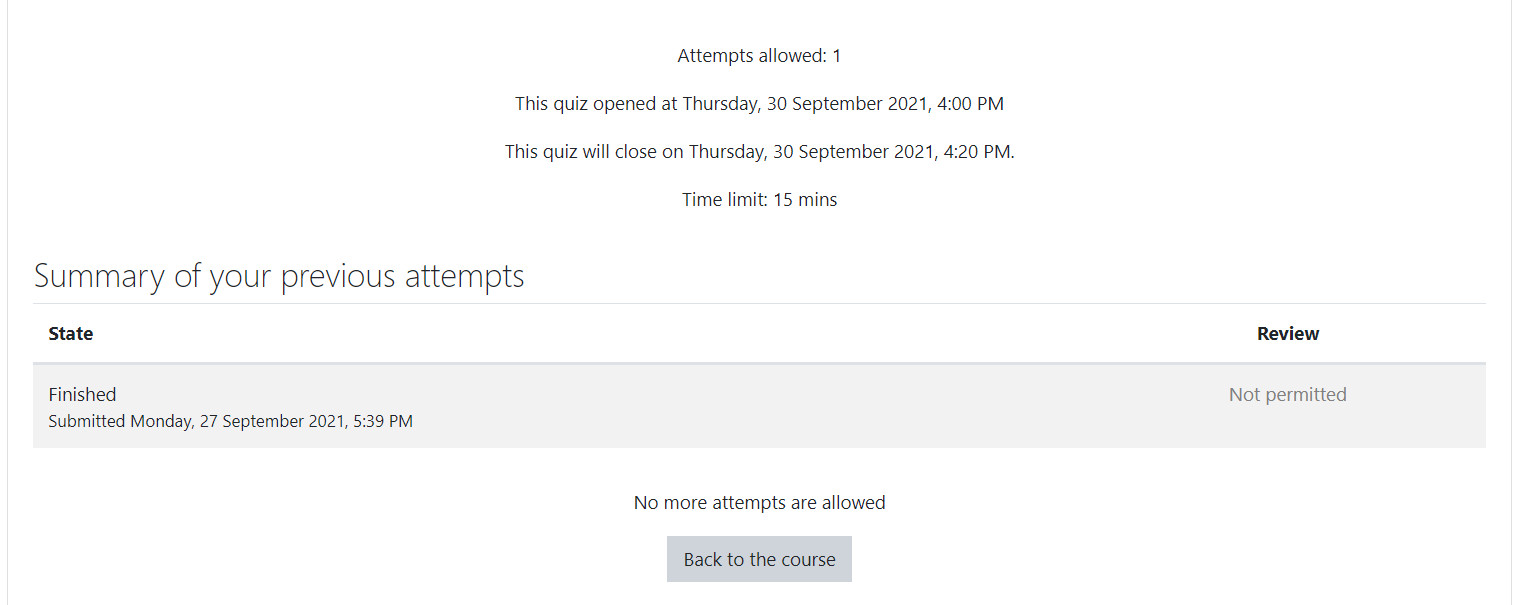 Attempts allowed: 1
This quiz opened at Thursday, 30 September 2021, 4:00 PM
This quiz will close on Thursday, 30 September 2021, 4:20 PM.
Time limit: 15 mins
Summary of your previous attempts
State Review
Finished Not permitted
Submitted Monday, 27 September 2021, 5:39 PM
No more attempts are allowed
Back to the course